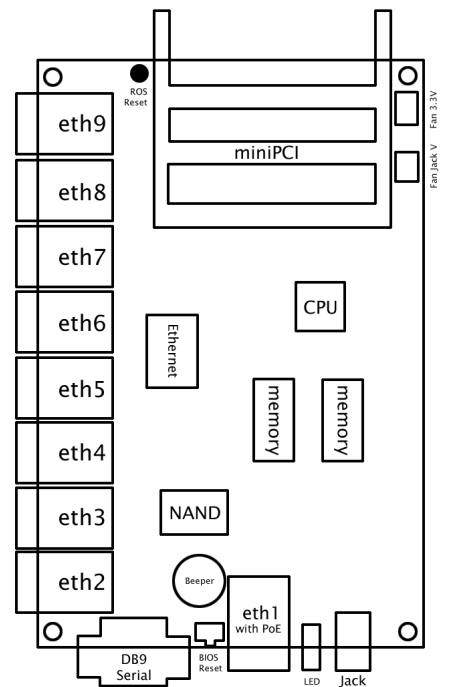 ROS
Reset
Fan 3.3V
eth9
miniPCI
Fan Jack V
eth8
eth7
CPU
eth6
Ethernet
eth5
memory
memory
eth4
NAND
eth3
eth2
Beeper
eth1
with PoE
DB9
Serial
BIOS
Reset
LED
Jack